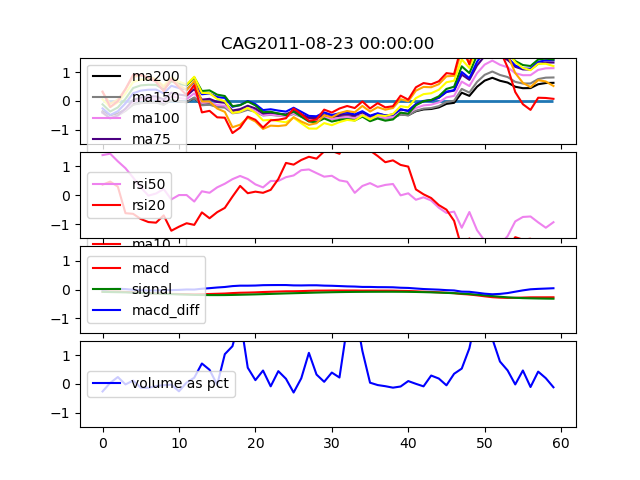 CAG2011-08-23 00:00:00
1
0
−1
ma200
ma150
ma100
ma75
1
0
−1
rsi50
rsi20
ma10
1
0
−1
macd
signal
macd_diff
1
0
−1
volume as pct
0 10 20 30 40 50 60